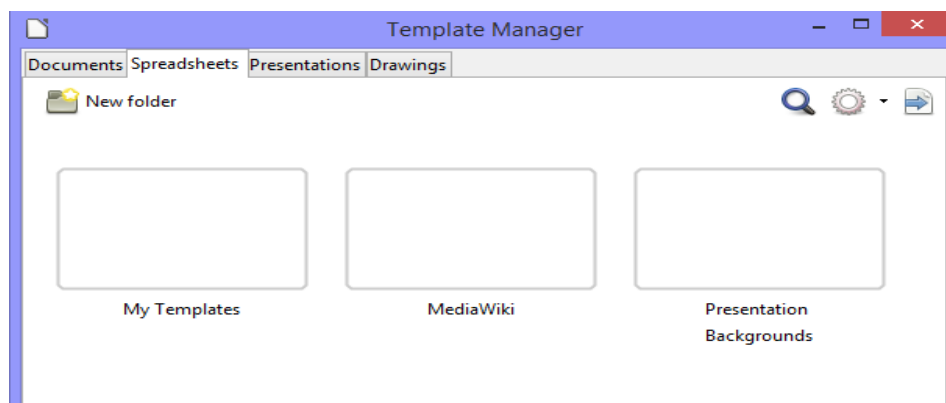 Template Manager
Documents Spreadsheets Presentations Drawings
New folder
My Templates
MediaWiki
Presentation
Backgrounds